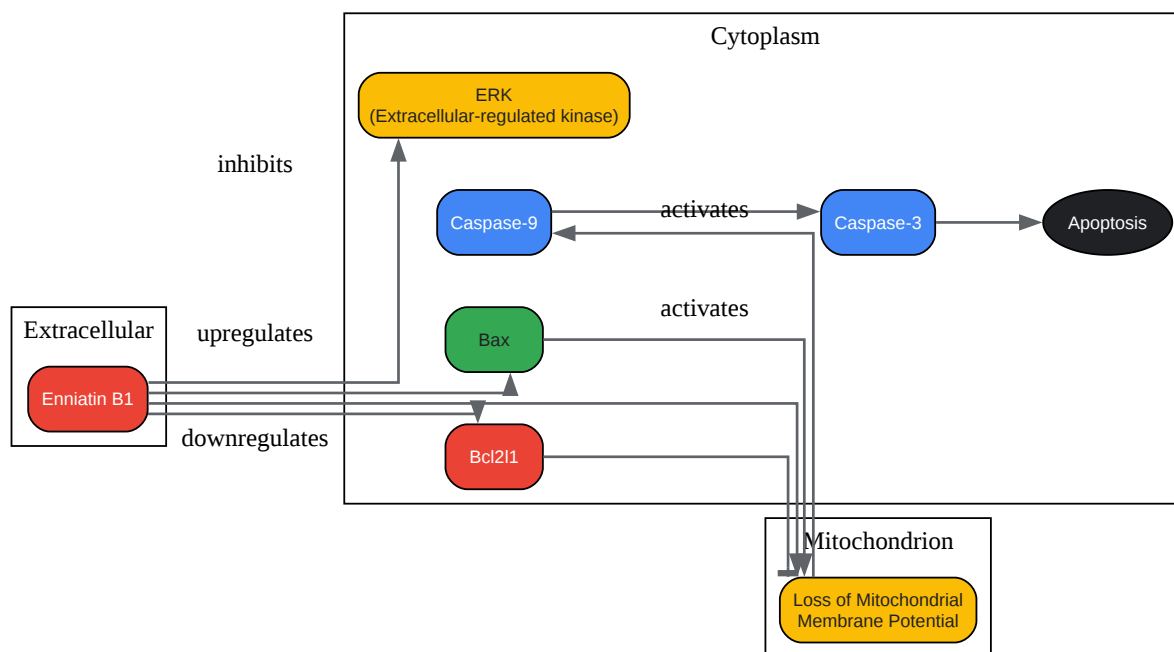 Cytoplasm
ERK
(Extracellular-regulated kinase)
inhibits
Caspase-9
activates
Caspase-3
Apoptosis
Extracellular
upregulates
Bax
activates
Enniatin B1
downregulates
Bcl2l1
Mitochondrion
Loss of Mitochondrial
Membrane Potential